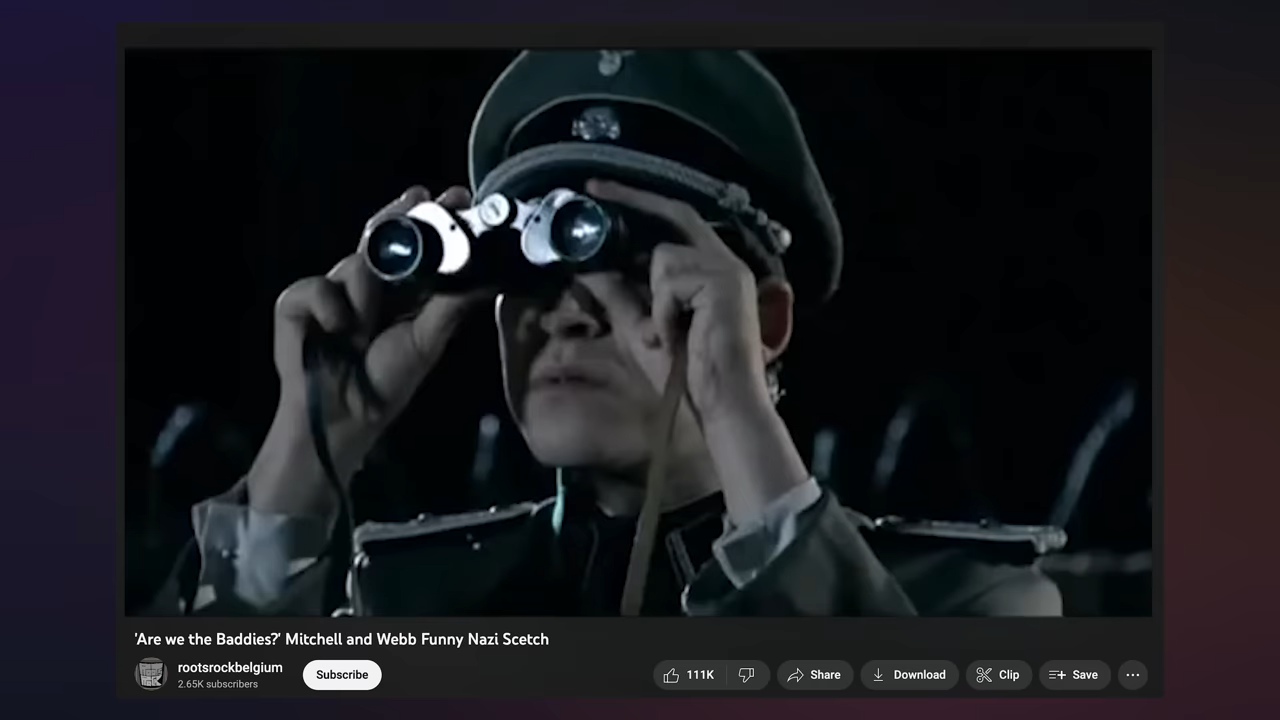 'Are we the Baddies?' Mitchell and Webb Funny Nazi Scetch
rootsrockbelgium
2.65K subscribers
Subscribe
111K
Share
Download
Clip
Save